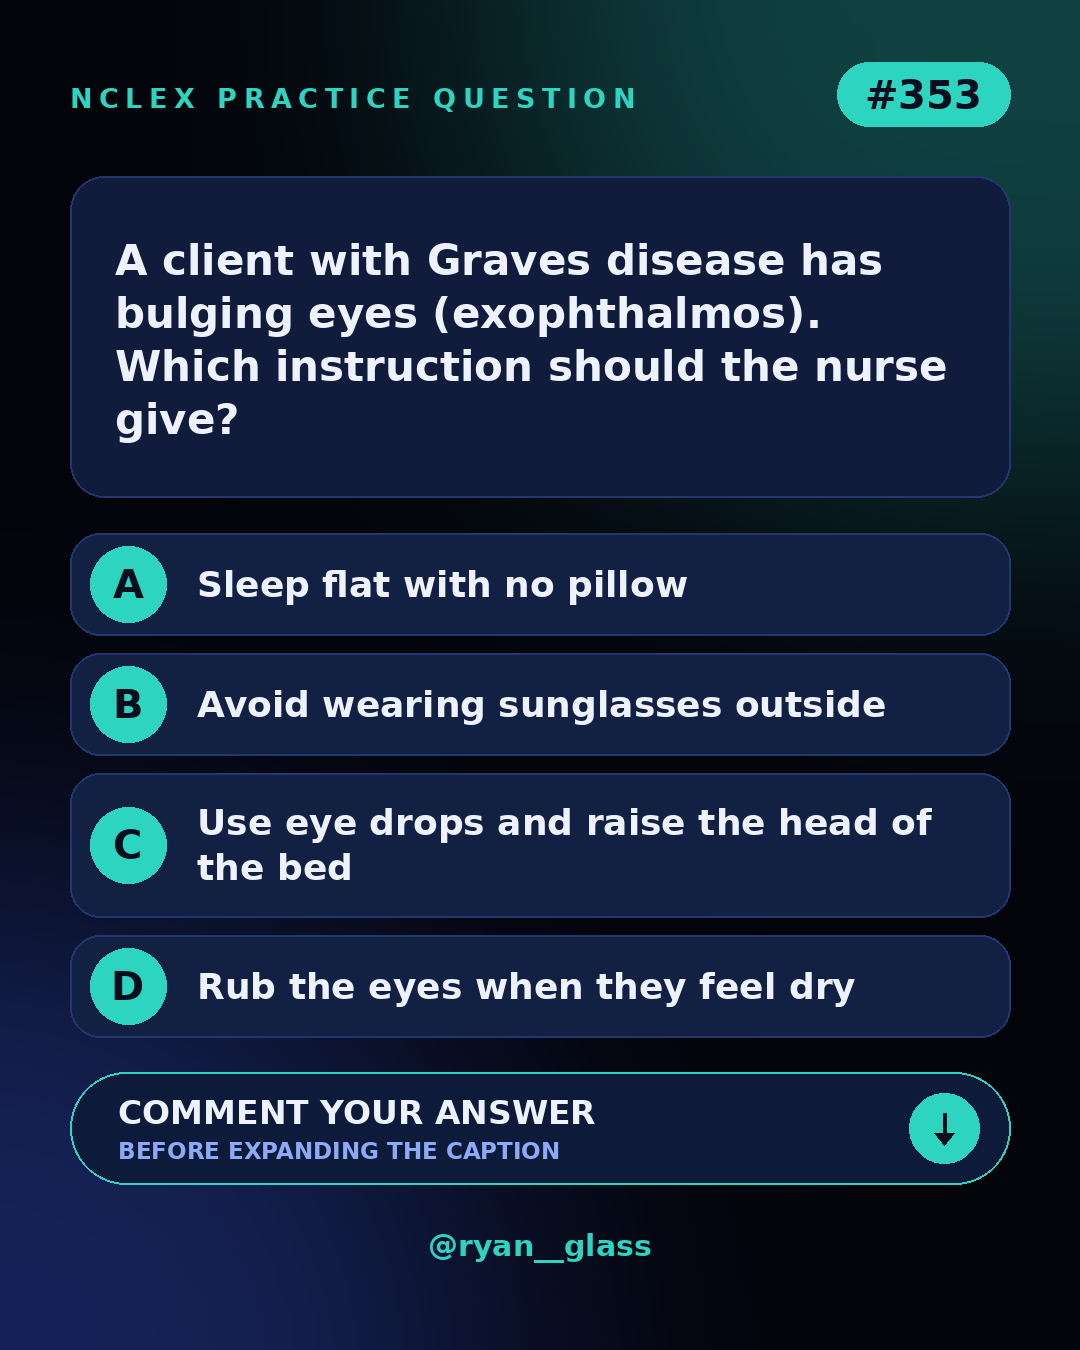 NCLEX PRACTICE QUESTION
#353
A client with Graves disease has
bulging eyes (exophthalmos).
Which instruction should the nurse
give?
A Sleep flat with no pillow
B Avoid wearing sunglasses outside
C Use eye drops and raise the head of
the bed
D Rub the eyes when they feel dry
COMMENT YOUR ANSWER
BEFORE EXPANDING THE CAPTION
@ryan__glass